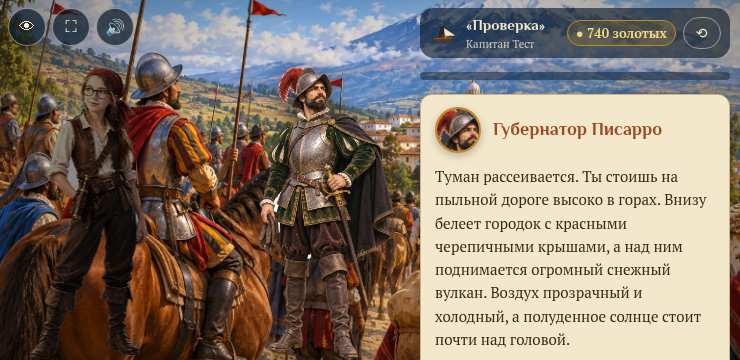 «Проверка»
Капитан Тест
740 золотых
Губернатор Писарро
Туман рассеивается. Ты стоишь на
пыльной дороге высоко в горах. Внизу
белеет городок с красными
черепичными крышами, а над ним
поднимается огромный снежный
вулкан. Воздух прозрачный и
холодный, а полуденное солнце стоит
почти над головой.